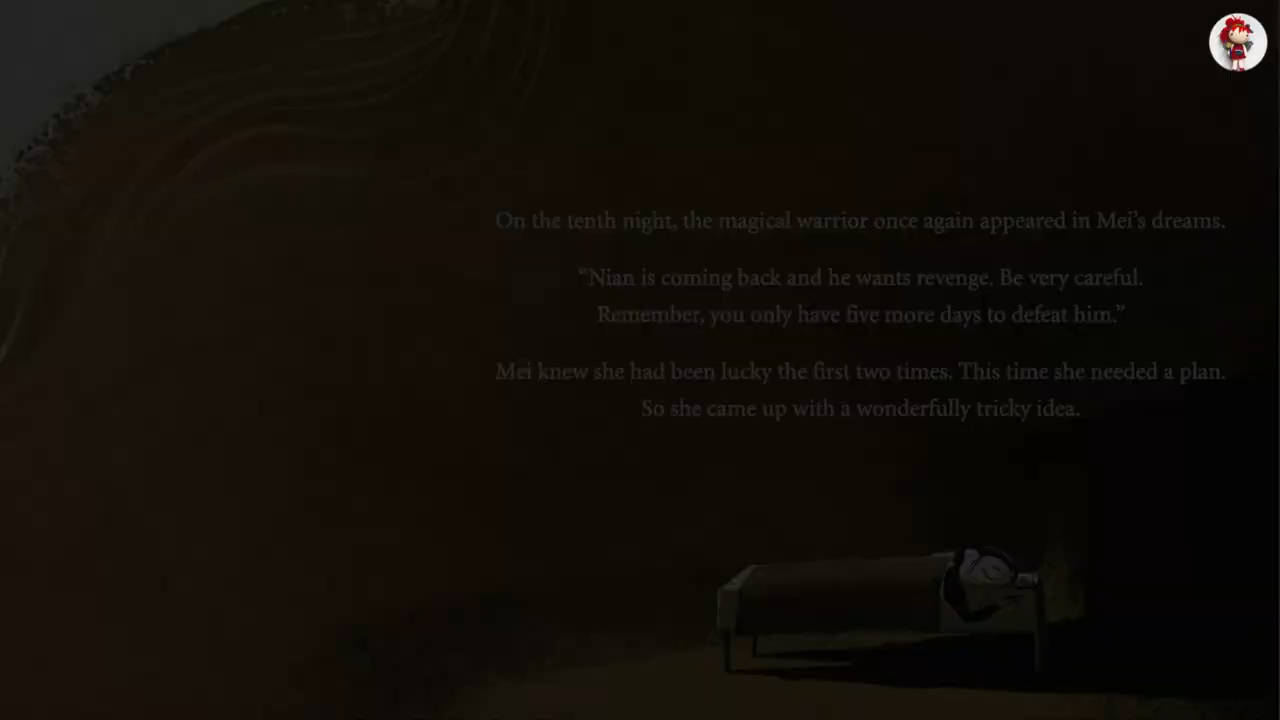 On the tenth night, the magical warrior once again appeared in Mei’s dreams.
“Nian is coming back and he wants revenge. Be very careful.
Remember, you only have five more days to defeat him.”
Mei knew she had been lucky the first two times. This time she needed a plan.
So she came up with a wonderfully tricky idea.